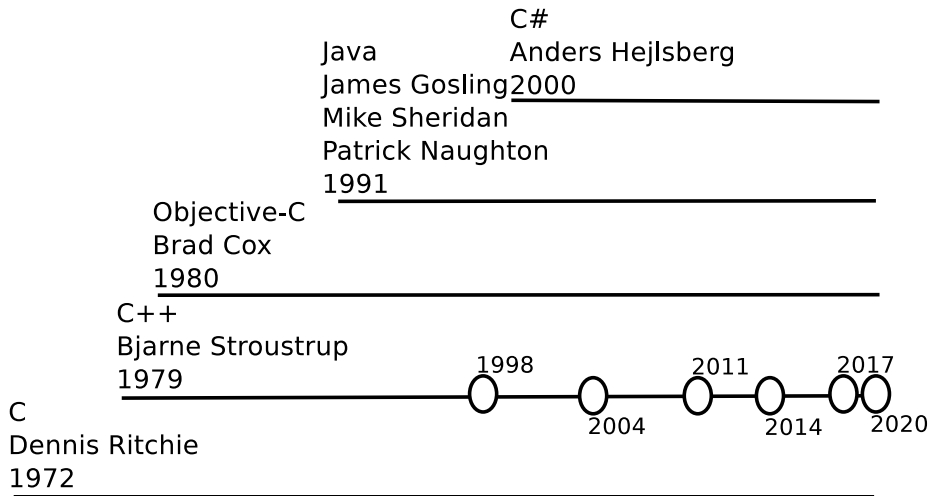 C#
Anders Hejlsberg
2000
Java
James Gosling
Mike Sheridan
Patrick Naughton
1991
Objective-C
Brad Cox
1980
C++
Bjarne Stroustrup
1979
1998
2004
2011
2014
2017
2020
C
Dennis Ritchie
1972